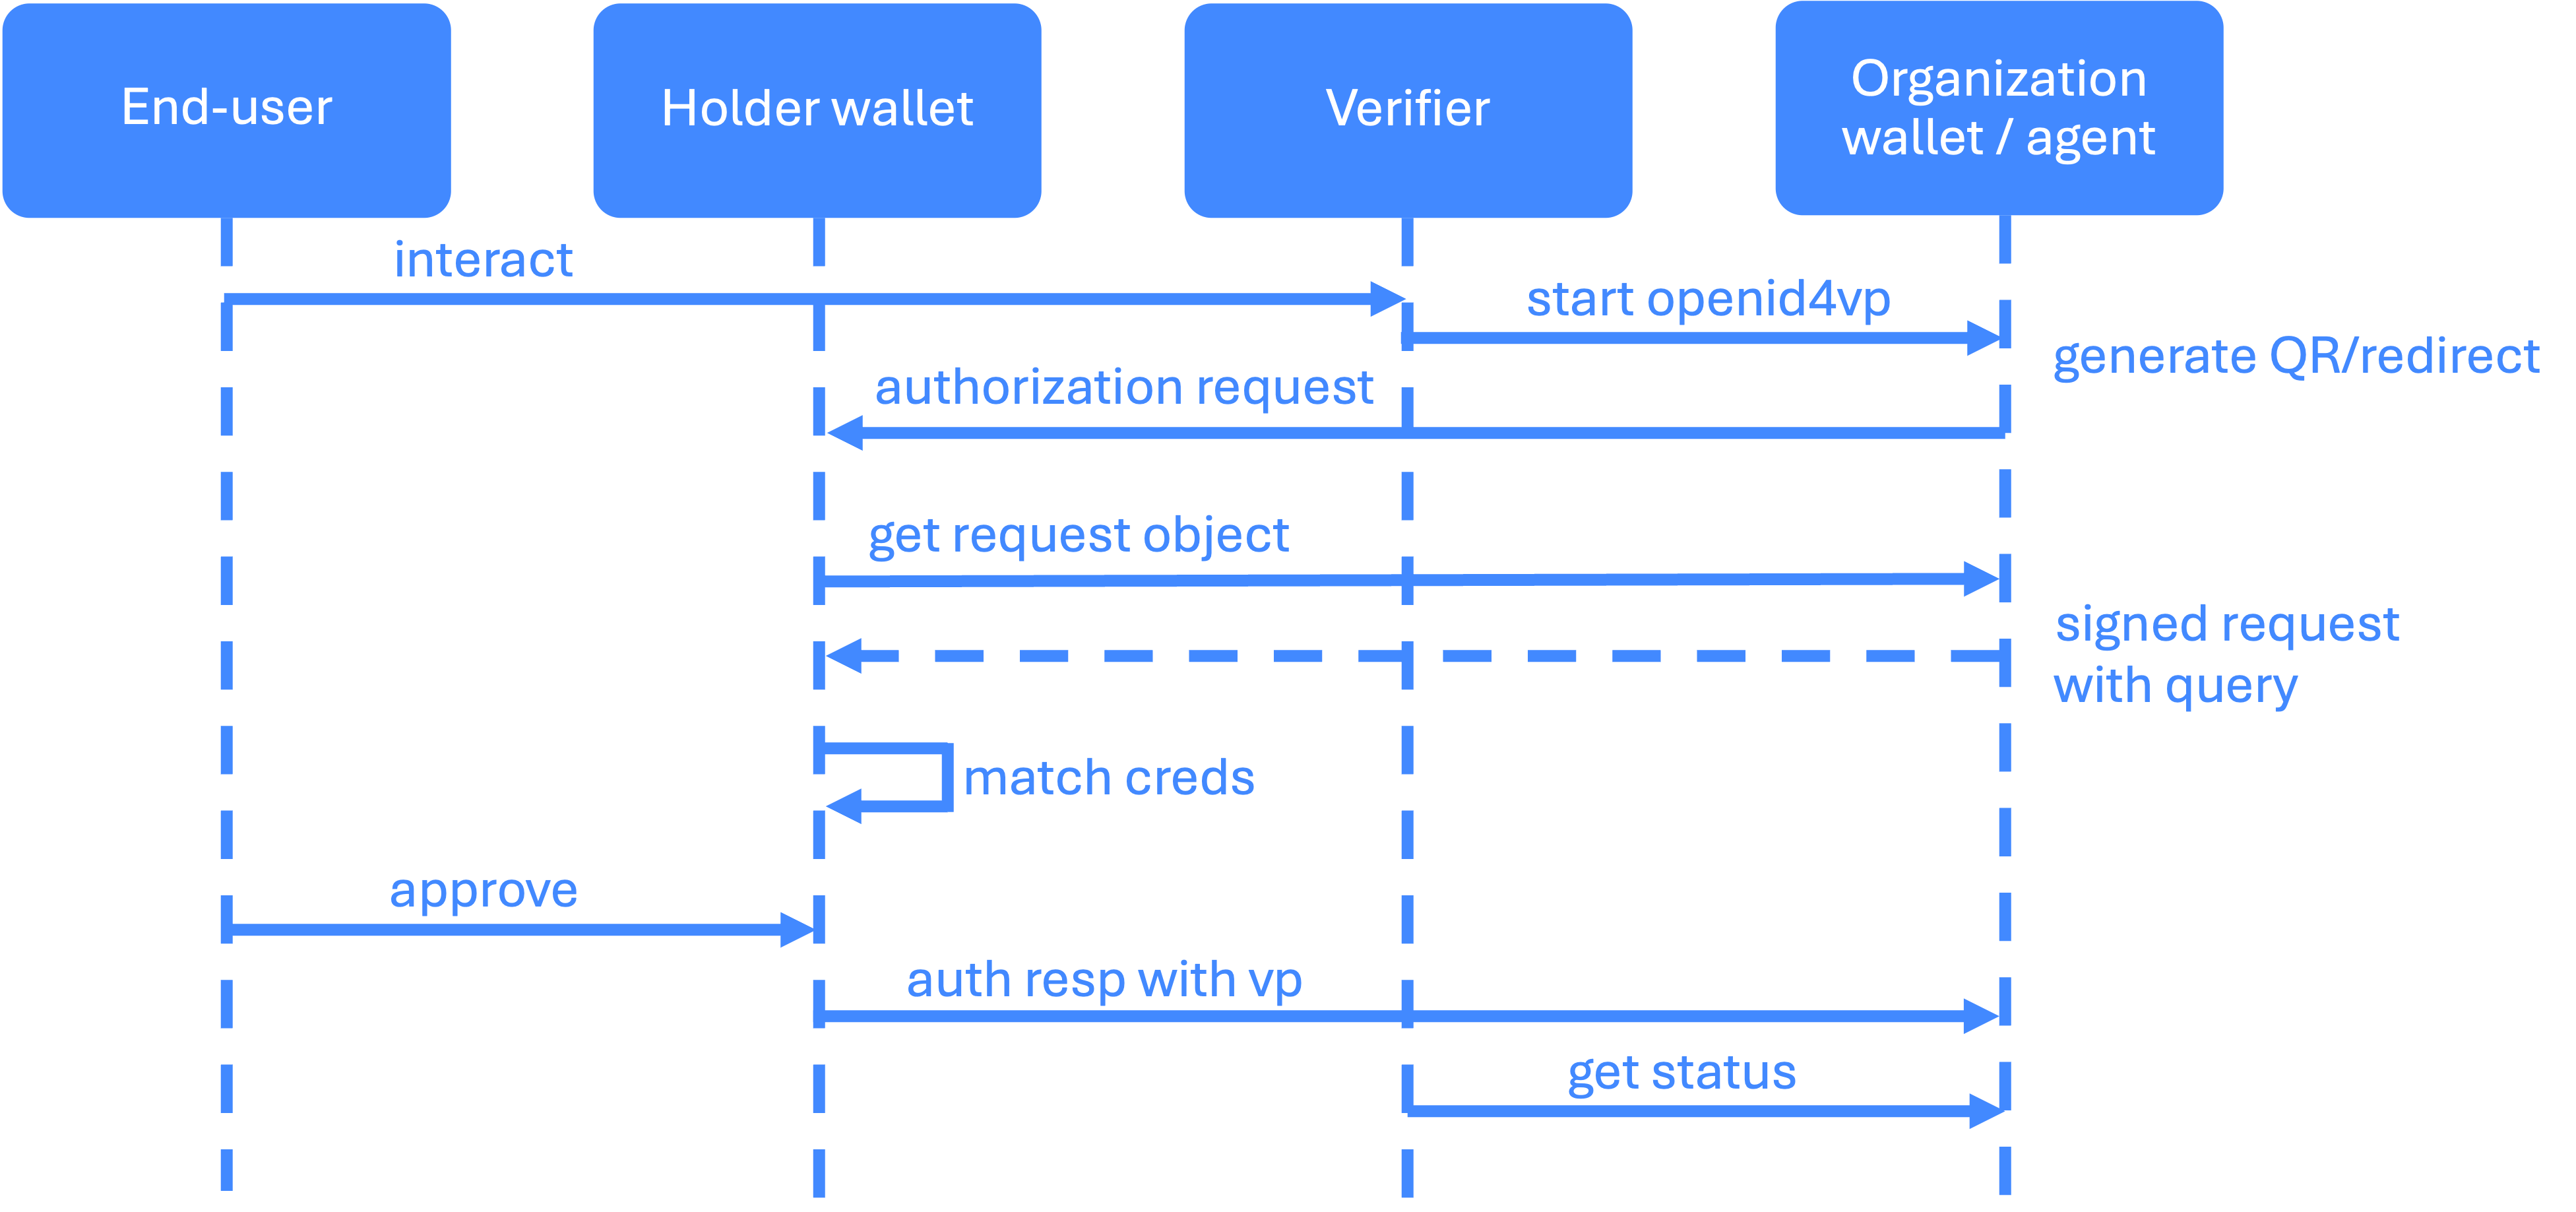 End-user
Holder wallet
Verifier
Organization
wallet / agent
interact
start openid4vp
generate QR/redirect
authorization request
get request object
signed request
with query
match creds
approve
auth resp with vp
get status